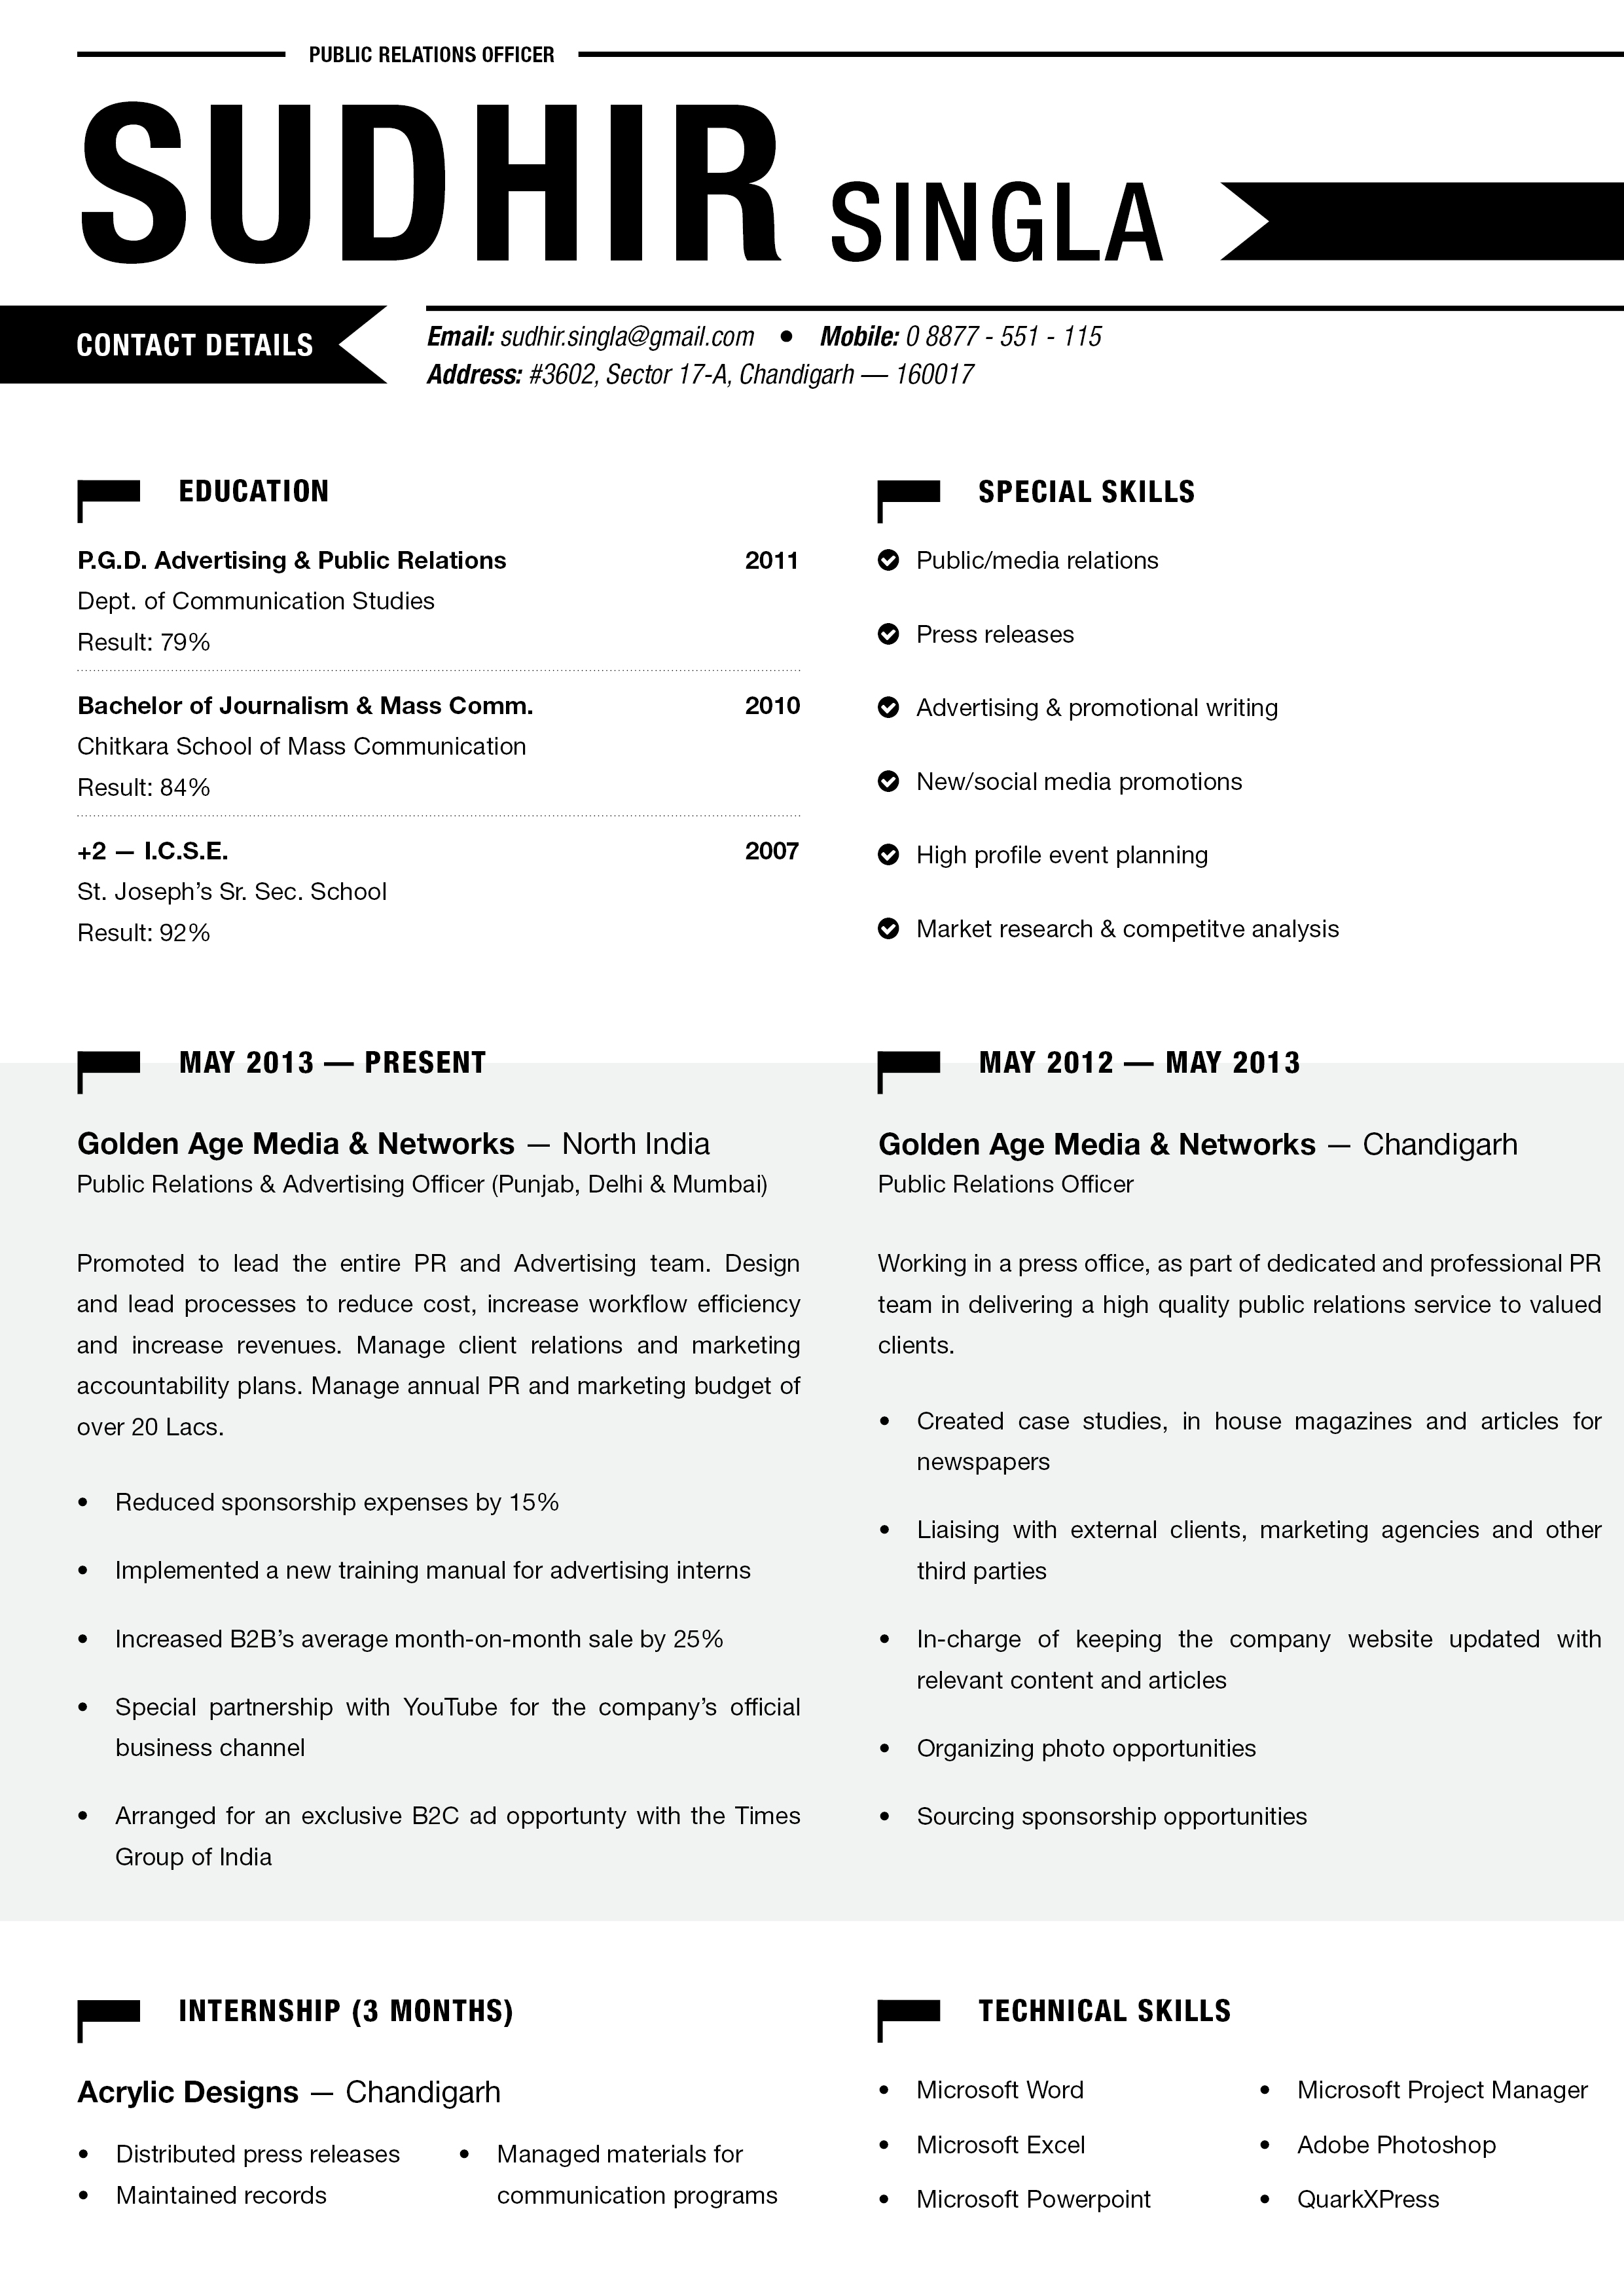 PUBLIC RELATIONS OFFICER
SUDHIR SINGLA
CONTACT DETAILS
Email: sudhir.singla@gmail.com • Mobile: 0 8877 - 551 - 115
Address: #3602, Sector 17-A, Chandigarh — 160017
EDUCATION
P.G.D. Advertising & Public Relations 2011
Dept. of Communication Studies
Result: 79%
Bachelor of Journalism & Mass Comm. 2010
Chitkara School of Mass Communication
Result: 84%
+2 — I.C.S.E. 2007
St. Joseph’s Sr. Sec. School
Result: 92%
SPECIAL SKILLS
Public/media relations
Press releases
Advertising & promotional writing
New/social media promotions
High profile event planning
Market research & competitve analysis
MAY 2013 — PRESENT
Golden Age Media & Networks — North India
Public Relations & Advertising Officer (Punjab, Delhi & Mumbai)
Promoted to lead the entire PR and Advertising team. Design
and lead processes to reduce cost, increase workflow efficiency
and increase revenues. Manage client relations and marketing
accountability plans. Manage annual PR and marketing budget of
over 20 Lacs.
• Reduced sponsorship expenses by 15%
• Implemented a new training manual for advertising interns
• Increased B2B’s average month-on-month sale by 25%
• Special partnership with YouTube for the company’s official
business channel
• Arranged for an exclusive B2C ad opportunty with the Times
Group of India
MAY 2012 — MAY 2013
Golden Age Media & Networks — Chandigarh
Public Relations Officer
Working in a press office, as part of dedicated and professional PR
team in delivering a high quality public relations service to valued
clients.
• Created case studies, in house magazines and articles for
newspapers
• Liaising with external clients, marketing agencies and other
third parties
• In-charge of keeping the company website updated with
relevant content and articles
• Organizing photo opportunities
• Sourcing sponsorship opportunities
INTERNSHIP (3 MONTHS)
Acrylic Designs — Chandigarh
• Distributed press releases
• Maintained records
• Managed materials for
communication programs
TECHNICAL SKILLS
• Microsoft Word
• Microsoft Excel
• Microsoft Powerpoint
• Microsoft Project Manager
• Adobe Photoshop
• QuarkXPress